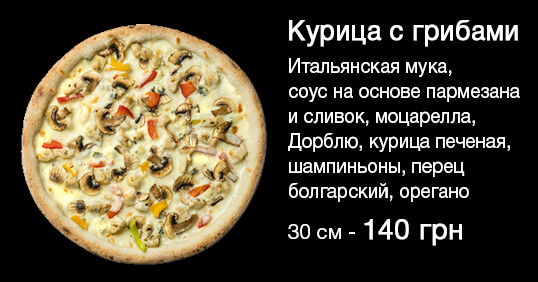 Курица с грибами
Итальянская мука,
соус на основе пармезана
и сливок, моцарелла,
Дорблю, курица печеная,
шампиньоны, перец
болгарский, орегано
30 см - 140 грн